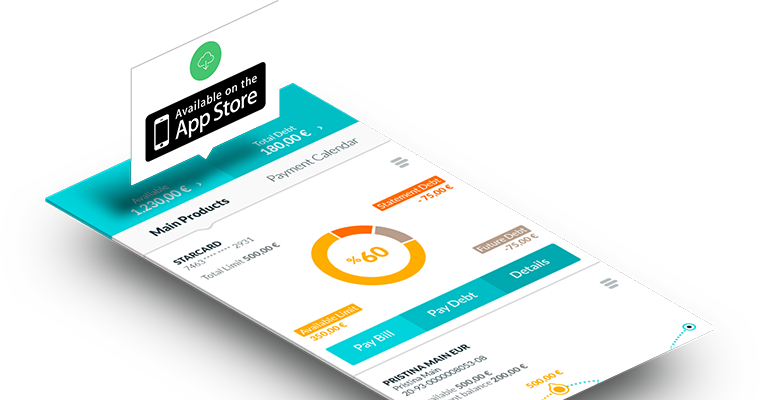 Available on the
App Store
Available
1.230,00 €
Total Debt
180,00 €
Main Products
Payment Calendar
STARCARD
7463 **** **** 2931
Total Limit 500,00 €
Statement Debt
-75,00 €
%60
Future Debt
-75,00 €
Available Limit
350,00 €
Pay Bill
Pay Debt
Details
PRISTINA MAIN EUR
Pristina Main
20-93-0000008053-08
Available 500,00 €
balance 200,00 €
500,00 €